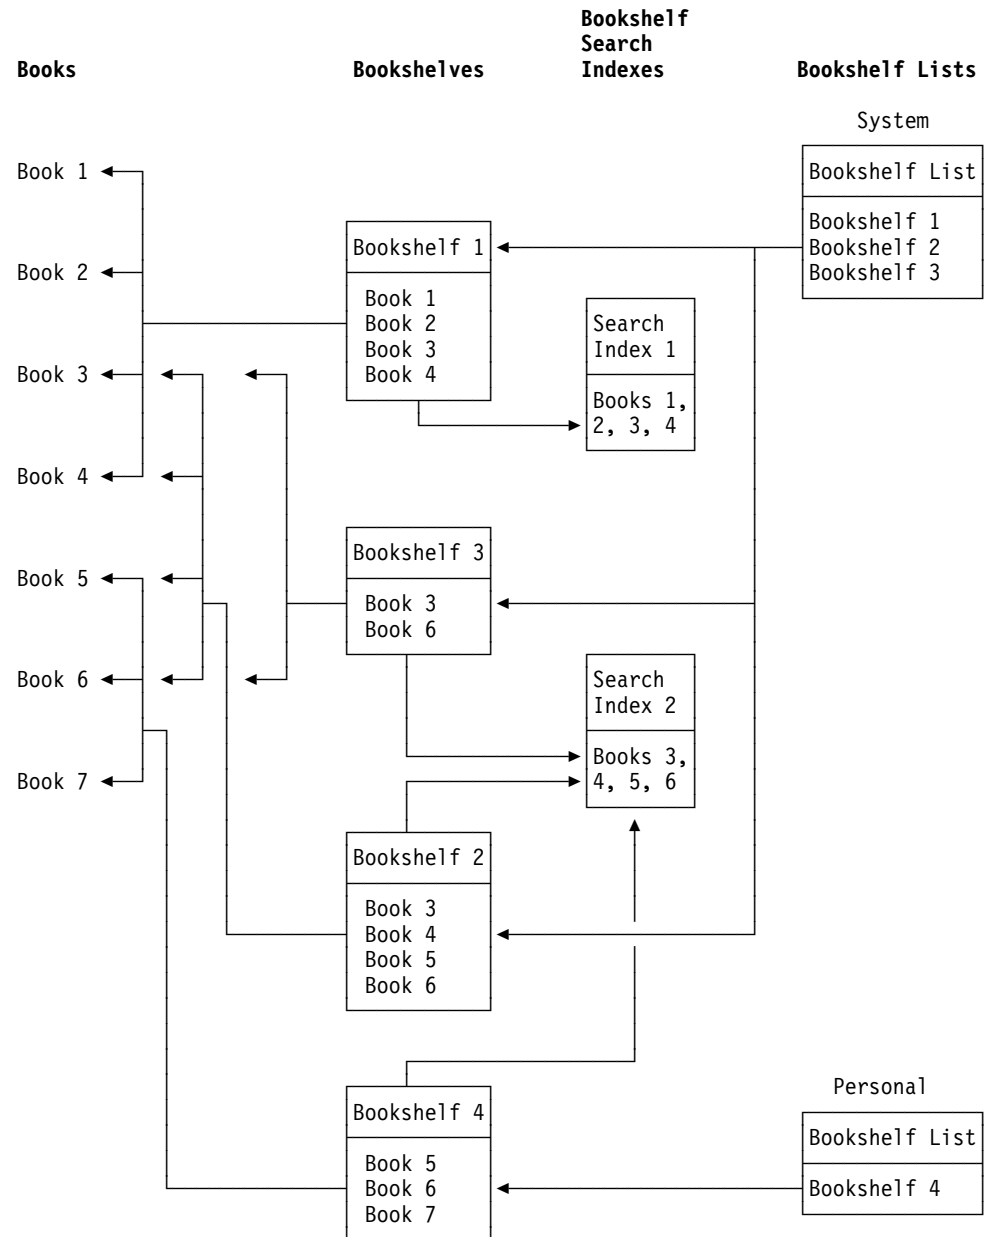 Bookshelf
Search
Indexes
Books
Bookshelves
Bookshelf Lists
System
Bookshelf List
Bookshelf 1
Bookshelf 2
Bookshelf 3
Book 1
Book 2
Book 3
Book 4
Book 5
Book 6
Book 7
Bookshelf 1
Book 1
Book 2
Book 3
Book 4
Search
Index 1
Books 1,
2, 3, 4
Bookshelf 3
Book 3
Book 6
Search
Index 2
Books 3,
4, 5, 6
Bookshelf 2
Book 3
Book 4
Book 5
Book 6
Bookshelf 4
Book 5
Book 6
Book 7
Personal
Bookshelf List
Bookshelf 4